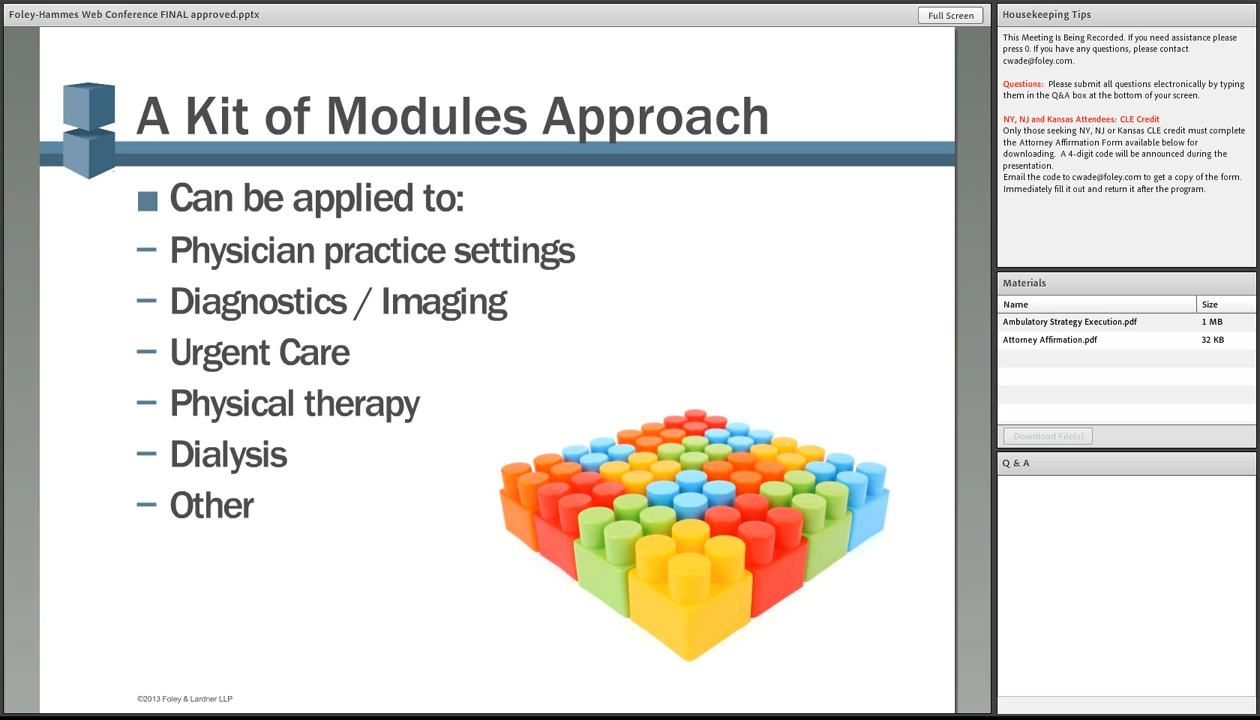 Foley-Hammes Web Conference FINAL approved.pptx
Full Screen
A Kit of Modules Approach
Can be applied to:
– Physician practice settings
– Diagnostics / Imaging
– Urgent Care
– Physical therapy
– Dialysis
– Other
©2013 Foley & Lardner LLP
Housekeeping Tips
This Meeting Is Being Recorded. If you need assistance please
press 0. If you have any questions, please contact
cwade@foley.com.
Questions: Please submit all questions electronically by typing
them in the Q&A box at the bottom of your screen.
NY, NJ and Kansas Attendees: CLE Credit
Only those seeking NY, NJ or Kansas CLE credit must complete
the Attorney Affirmation Form available below for
downloading. A 4-digit code will be announced during the
presentation.
Email the code to cwade@foley.com to get a copy of the form.
Immediately fill it out and return it after the program.
Materials
Name Size
Ambulatory Strategy Execution.pdf 1 MB
Attorney Affirmation.pdf 32 KB
Download File(s)
Q & A